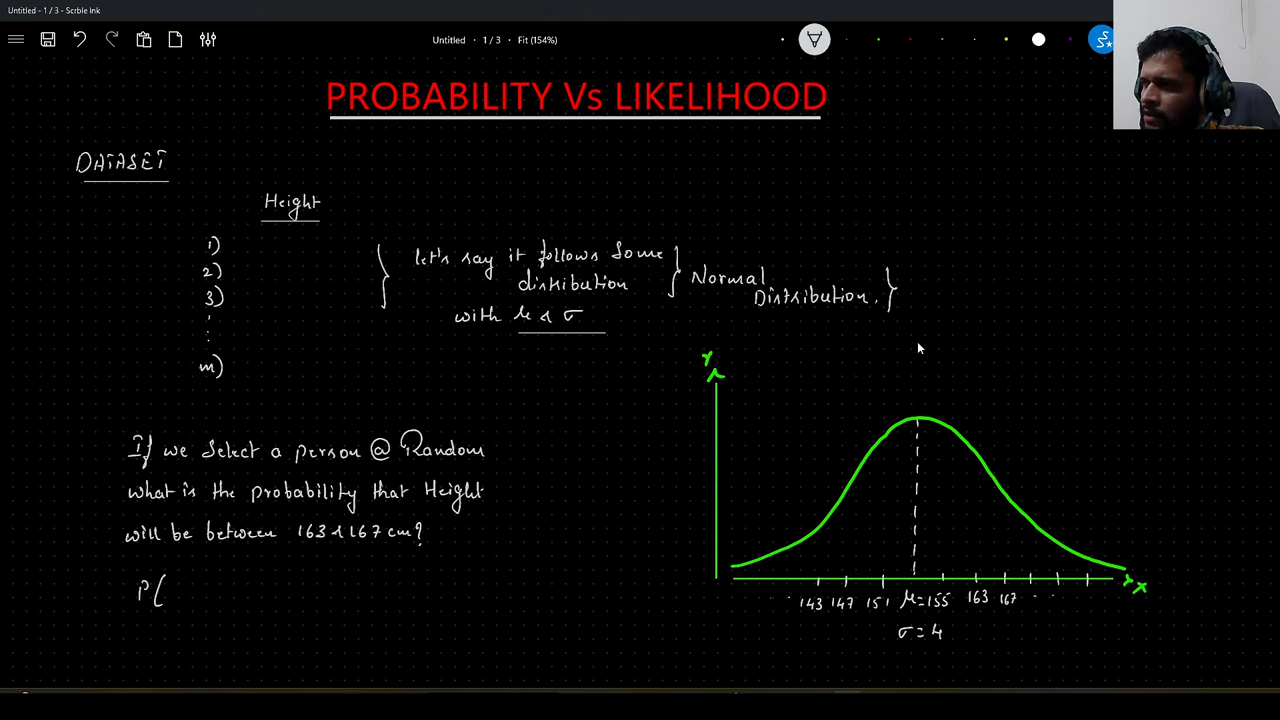 Untitled - 1 / 3 - Scrble Ink
Untitled • 1 / 3 • Fit (154%)
PROBABILITY Vs LIKELIHOOD
DATASET
Height
1)
2)
3)
m)
let's say it follows Some
distribution
with μ & σ
Normal
Distribution.
If we Select a person @ Random
what is the probability that Height
will be between 163 & 167 cm?
P(
Y
X
143 147 151 μ=155 163 167
σ = 4